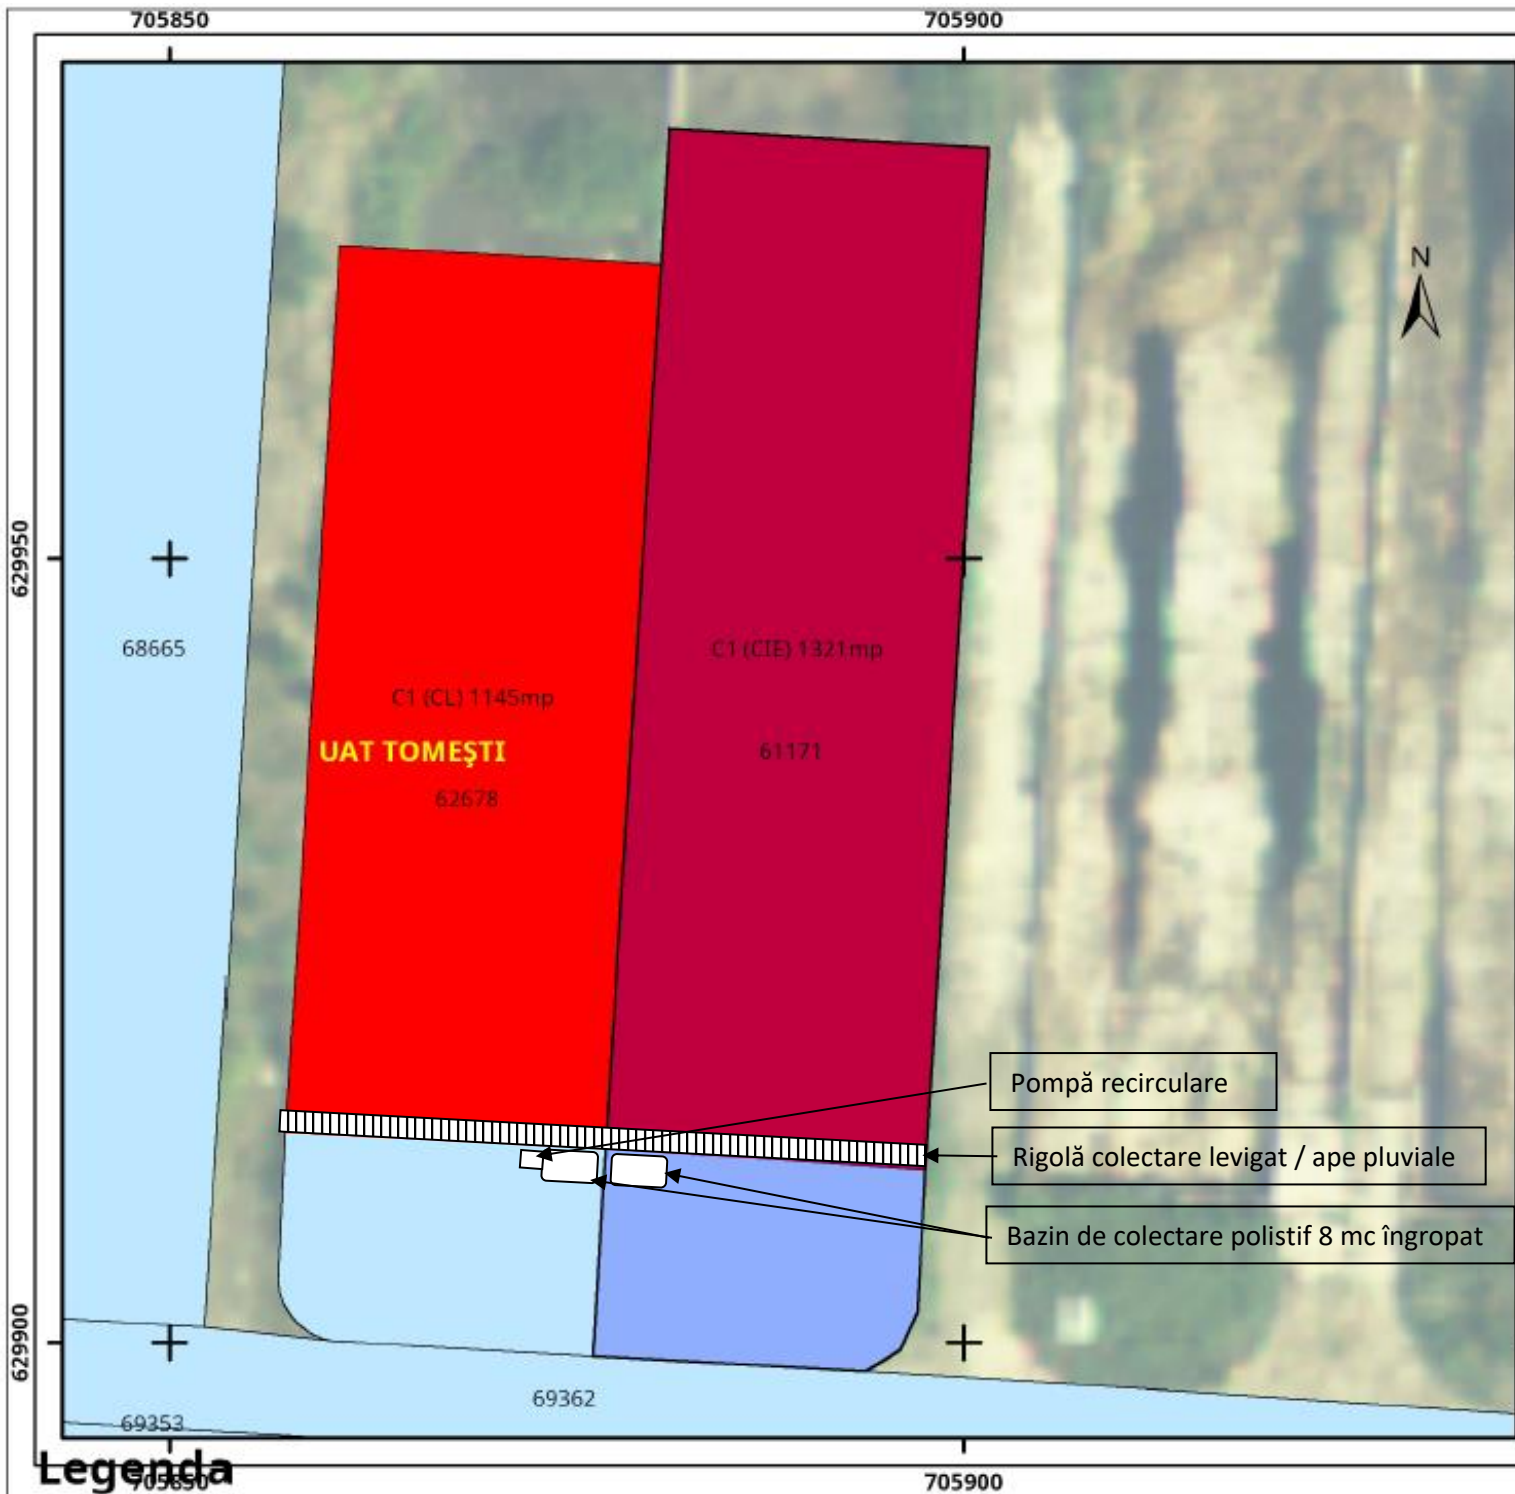 705850 705900
N
629950
68665
C1 (CIE) 1321mp
C1 (CL) 1145mp
UAT TOMEŞTI
61171
62678
Pompă recirculare
Rigolă colectare levigat / ape pluviale
Bazin de colectare polistif 8 mc îngropat
629900
69362
69353
Legenda
705850 705900